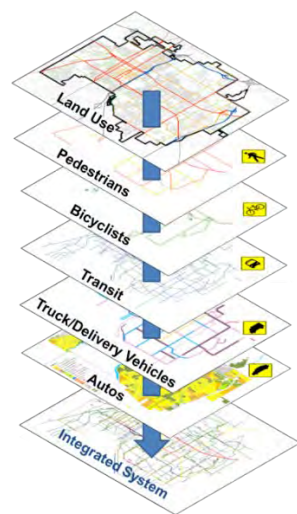 Land Use
Pedestrians
Bicyclists
Transit
Truck/Delivery Vehicles
Autos
Integrated System